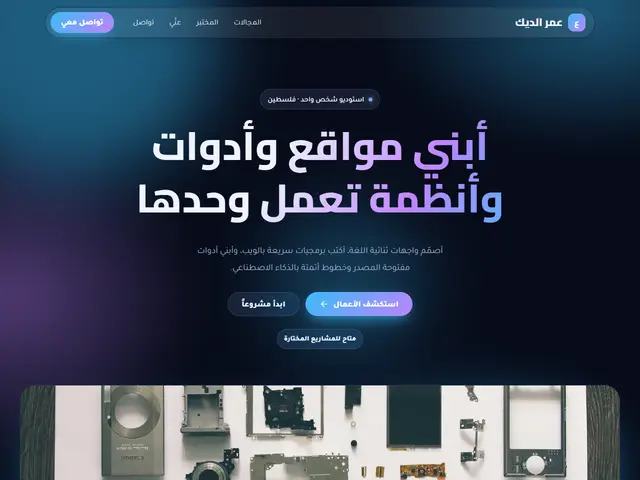 ع عمر الديك
المجالات المختبر عنّي تواصل تواصل معي
استوديو شخص واحد · فلسطين
أبني مواقع وأدوات
وأنظمة تعمل وحدها
أصمّم واجهات ثنائية اللغة، أكتب برمجيات سريعة بالويب، وأبني أدوات
مفتوحة المصدر وخطوط أتمتة بالذكاء الاصطناعي.
استكشف الأعمال ←
ابدأ مشروعاً
متاح للمشاريع المختارة